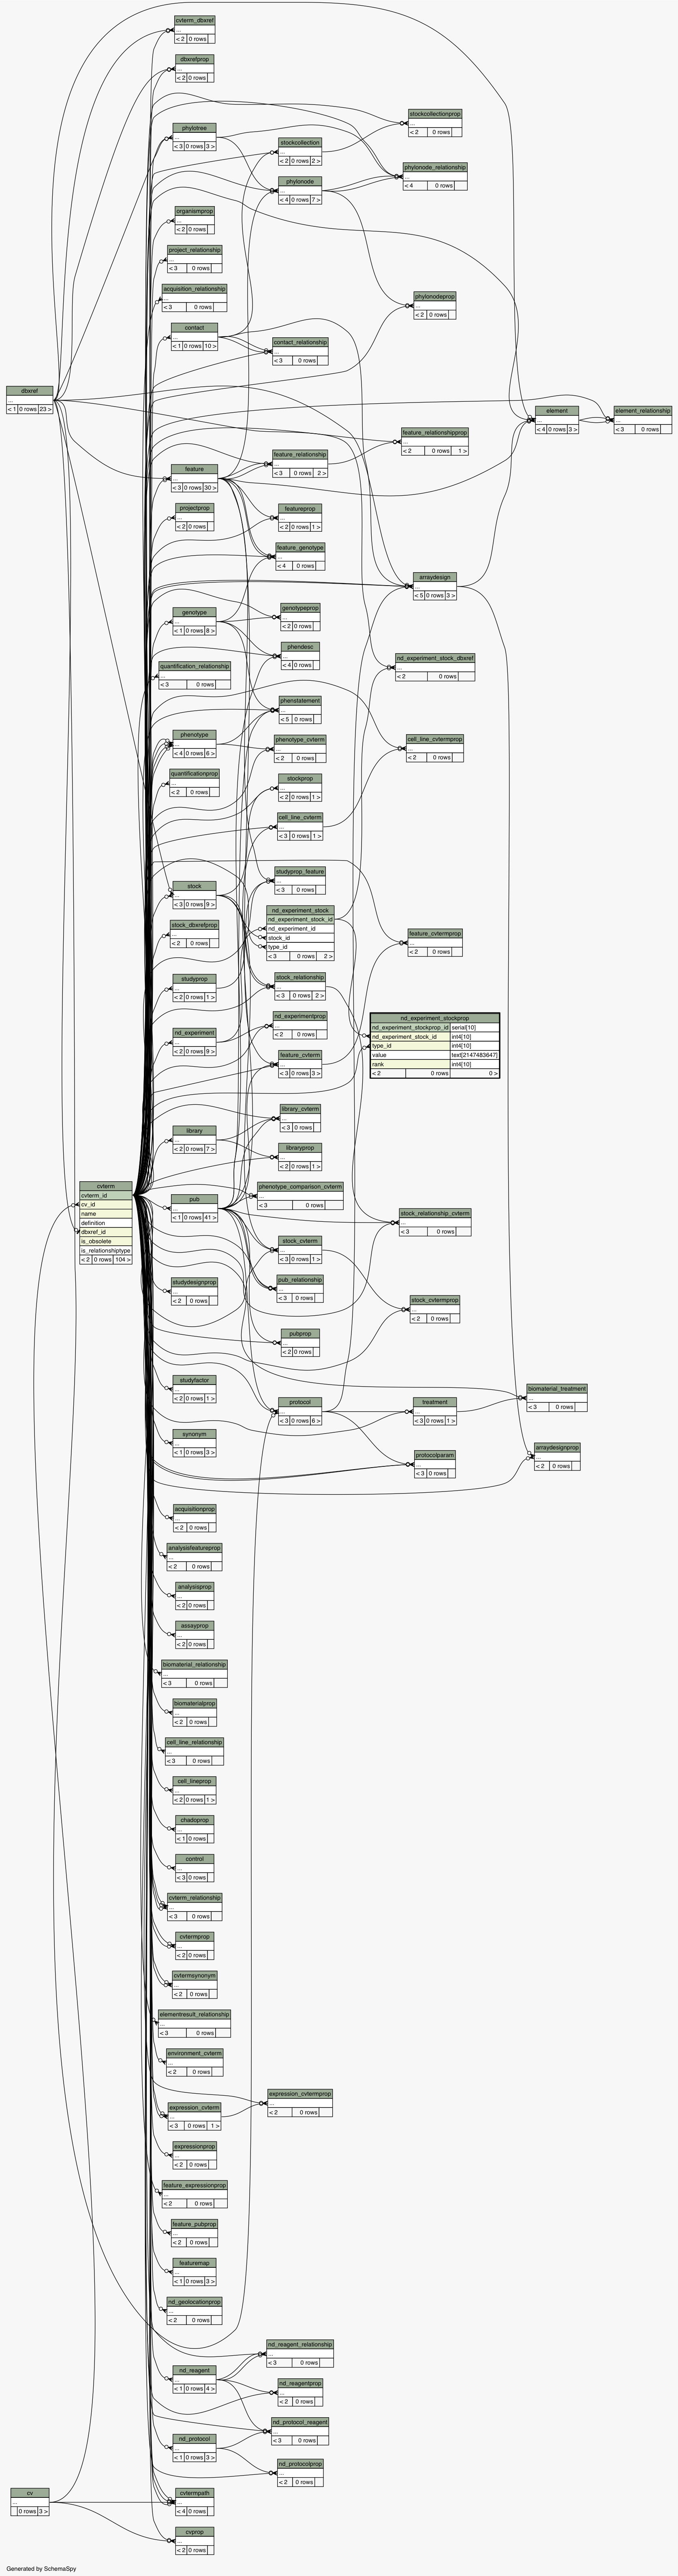 cvterm_dbxref
...
< 2 0 rows
dbxrefprop
...
< 2 0 rows
stockcollectionprop
...
< 2 0 rows
phylotree
...
< 3 0 rows 3 >
stockcollection
...
< 2 0 rows 2 >
phylonode_relationship
...
< 4 0 rows
phylonode
...
< 4 0 rows 7 >
organismprop
...
< 2 0 rows
project_relationship
...
< 3 0 rows
acquisition_relationship
...
< 3 0 rows
phylonodeprop
...
< 2 0 rows
contact
...
< 1 0 rows 10 >
contact_relationship
...
< 3 0 rows
dbxref
...
< 1 0 rows 23 >
element
...
< 4 0 rows 3 >
element_relationship
...
< 3 0 rows
feature_relationshipprop
...
< 2 0 rows 1 >
feature_relationship
...
< 3 0 rows 2 >
feature
...
< 3 0 rows 30 >
projectprop
...
< 2 0 rows
featureprop
...
< 2 0 rows 1 >
feature_genotype
...
< 4 0 rows
arraydesign
...
< 5 0 rows 3 >
genotype
...
< 1 0 rows 8 >
genotypeprop
...
< 2 0 rows
phendesc
...
< 4 0 rows
nd_experiment_stock_dbxref
...
< 2 0 rows
quantification_relationship
...
< 3 0 rows
phenstatement
...
< 5 0 rows
phenotype
...
< 4 0 rows 6 >
phenotype_cvterm
...
< 2 0 rows
cell_line_cvtermprop
...
< 2 0 rows
quantificationprop
...
< 2 0 rows
stockprop
...
< 2 0 rows 1 >
cell_line_cvterm
...
< 3 0 rows 1 >
studyprop_feature
...
< 3 0 rows
stock
...
< 3 0 rows 9 >
nd_experiment_stock
nd_experiment_stock_id
nd_experiment_id
stock_id
type_id
< 3 0 rows 2 >
stock_dbxrefprop
...
< 2 0 rows
feature_cvtermprop
...
< 2 0 rows
studyprop
...
< 2 0 rows 1 >
stock_relationship
...
< 3 0 rows 2 >
nd_experimentprop
...
< 2 0 rows
nd_experiment_stockprop
nd_experiment_stockprop_id serial[10]
nd_experiment_stock_id int4[10]
type_id int4[10]
value text[2147483647]
rank int4[10]
< 2 0 rows 0 >
nd_experiment
...
< 2 0 rows 9 >
feature_cvterm
...
< 3 0 rows 3 >
library_cvterm
...
< 3 0 rows
library
...
< 2 0 rows 7 >
libraryprop
...
< 2 0 rows 1 >
cvterm
cvterm_id
cv_id
name
definition
dbxref_id
is_obsolete
is_relationshiptype
< 2 0 rows 104 >
phenotype_comparison_cvterm
...
< 3 0 rows
pub
...
< 1 0 rows 41 >
stock_relationship_cvterm
...
< 3 0 rows
stock_cvterm
...
< 3 0 rows 1 >
studydesignprop
...
< 2 0 rows
pub_relationship
...
< 3 0 rows
stock_cvtermprop
...
< 2 0 rows
pubprop
...
< 2 0 rows
studyfactor
...
< 2 0 rows 1 >
biomaterial_treatment
...
< 3 0 rows
protocol
...
< 3 0 rows 6 >
treatment
...
< 3 0 rows 1 >
synonym
...
< 1 0 rows 3 >
arraydesignprop
...
< 2 0 rows
protocolparam
...
< 3 0 rows
acquisitionprop
...
< 2 0 rows
analysisfeatureprop
...
< 2 0 rows
analysisprop
...
< 2 0 rows
assayprop
...
< 2 0 rows
biomaterial_relationship
...
< 3 0 rows
biomaterialprop
...
< 2 0 rows
cell_line_relationship
...
< 3 0 rows
cell_lineprop
...
< 2 0 rows 1 >
chadoprop
...
< 1 0 rows
control
...
< 3 0 rows
cvterm_relationship
...
< 3 0 rows
cvtermprop
...
< 2 0 rows
cvtermsynonym
...
< 2 0 rows
elementresult_relationship
...
< 3 0 rows
environment_cvterm
...
< 2 0 rows
expression_cvtermprop
...
< 2 0 rows
expression_cvterm
...
< 3 0 rows 1 >
expressionprop
...
< 2 0 rows
feature_expressionprop
...
< 2 0 rows
feature_pubprop
...
< 2 0 rows
featuremap
...
< 1 0 rows 3 >
nd_geolocationprop
...
< 2 0 rows
nd_reagent_relationship
...
< 3 0 rows
nd_reagent
...
< 1 0 rows 4 >
nd_reagentprop
...
< 2 0 rows
nd_protocol_reagent
...
< 3 0 rows
nd_protocol
...
< 1 0 rows 3 >
nd_protocolprop
...
< 2 0 rows
cv
...
0 rows 3 >
cvtermpath
...
< 4 0 rows
cvprop
...
< 2 0 rows
Generated by SchemaSpy